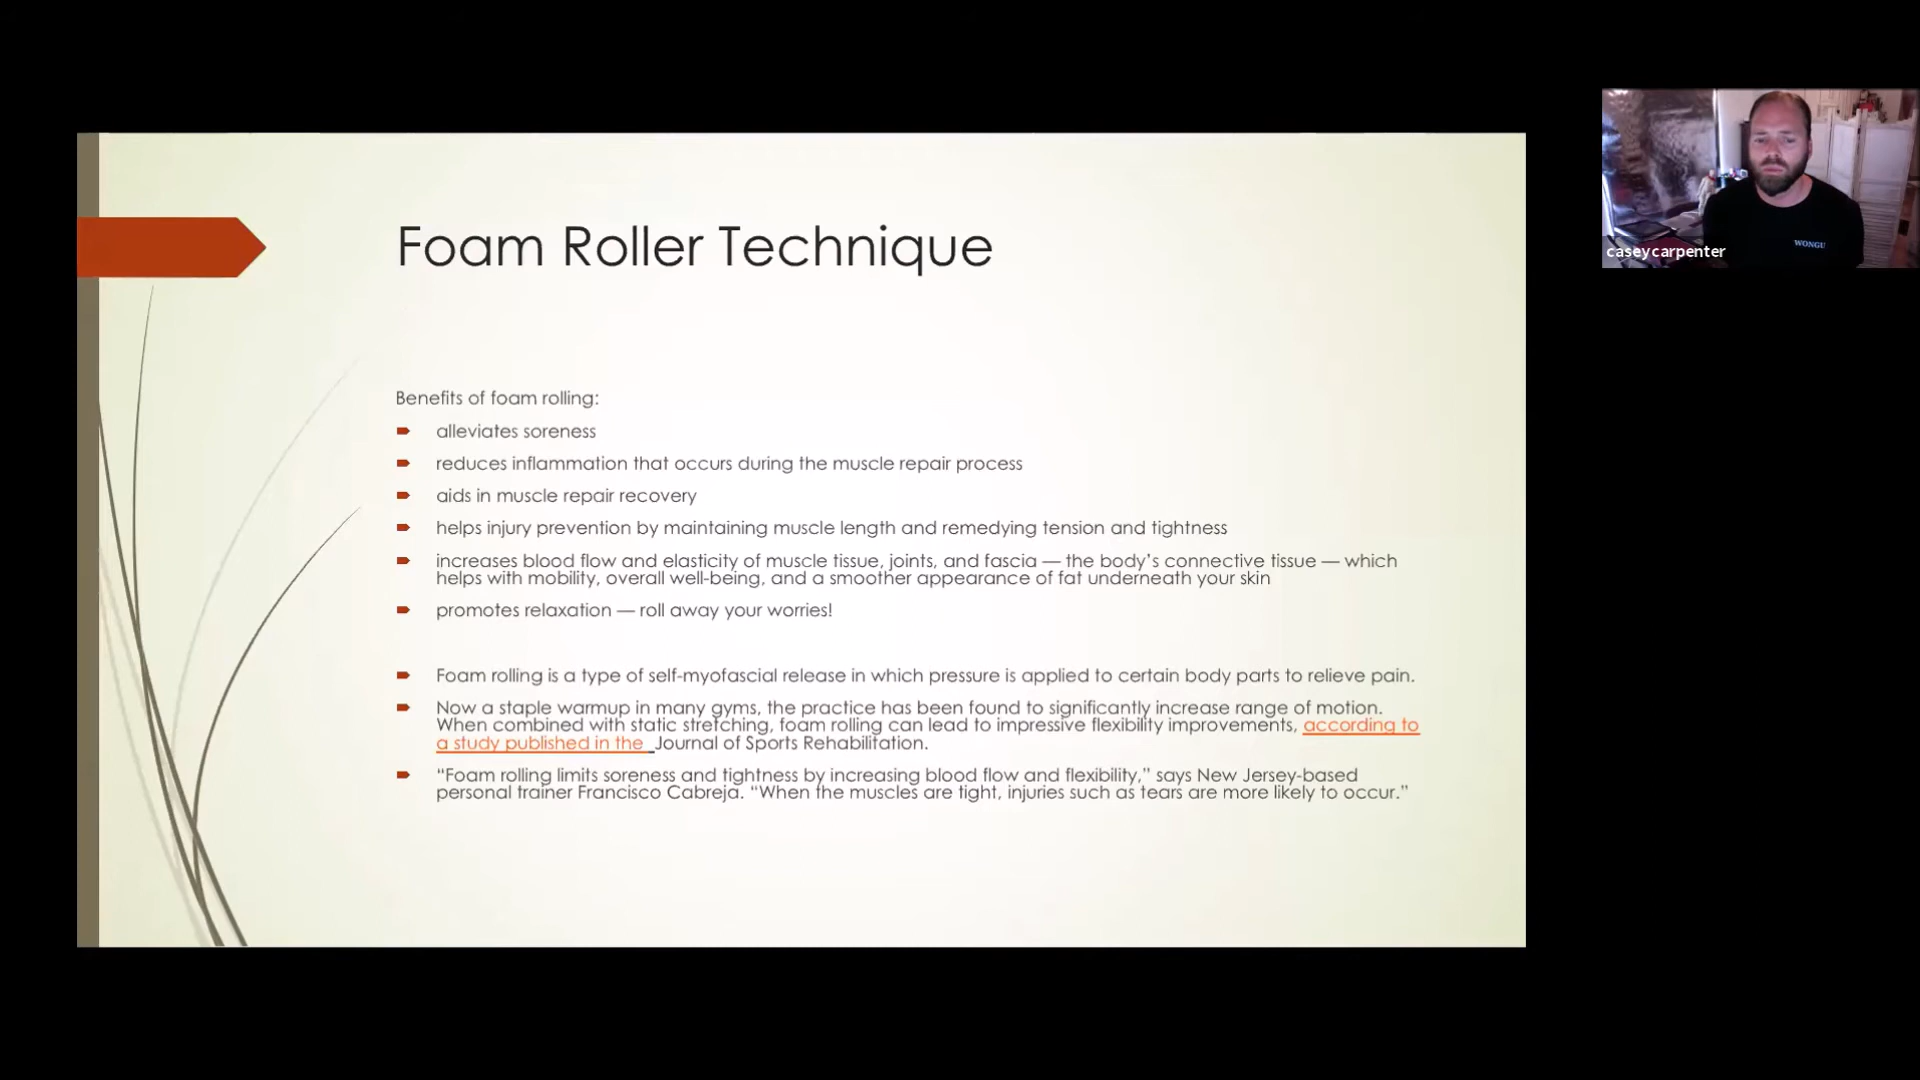 Foam Roller Technique
Benefits of foam rolling:
alleviates soreness
reduces inflammation that occurs during the muscle repair process
aids in muscle repair recovery
helps injury prevention by maintaining muscle length and remedying tension and tightness
increases blood flow and elasticity of muscle tissue, joints, and fascia — the body’s connective tissue — which
helps with mobility, overall well-being, and a smoother appearance of fat underneath your skin
promotes relaxation — roll away your worries!
Foam rolling is a type of self-myofascial release in which pressure is applied to certain body parts to relieve pain.
Now a staple warmup in many gyms, the practice has been found to significantly increase range of motion.
When combined with static stretching, foam rolling can lead to impressive flexibility improvements, according to
a study published in the Journal of Sports Rehabilitation.
“Foam rolling limits soreness and tightness by increasing blood flow and flexibility,” says New Jersey-based
personal trainer Francisco Cabreja. “When the muscles are tight, injuries such as tears are more likely to occur.”
WONGU
caseycarpenter